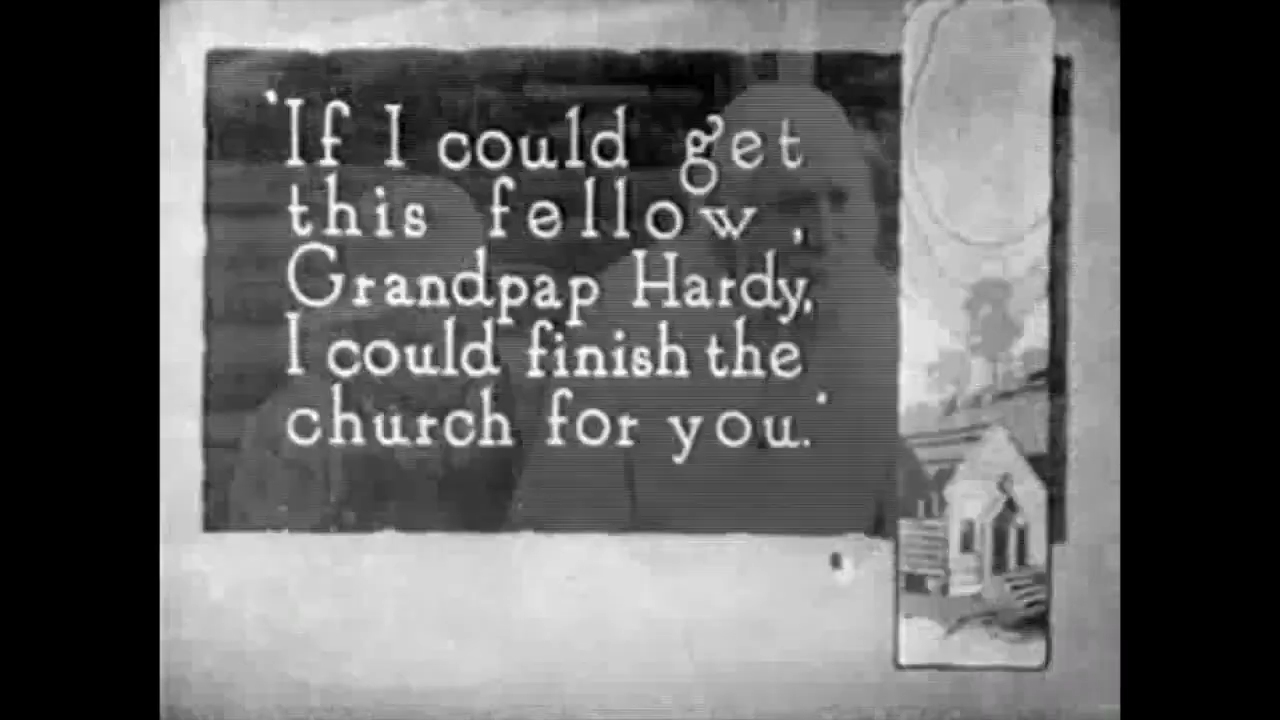 'If I could get
this fellow,
Grandpap Hardy,
I could finish the
church for you.'